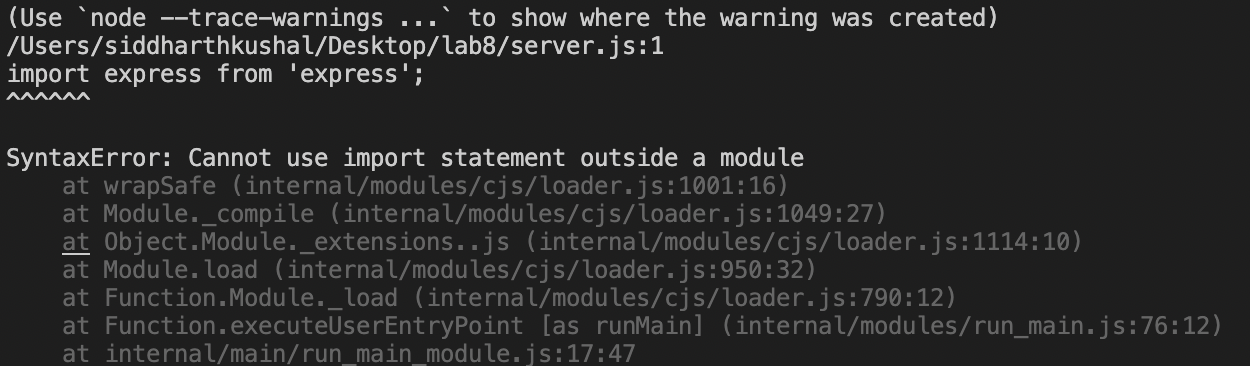 (Use `node --trace-warnings ...` to show where the warning was created)
/Users/siddharthkushal/Desktop/lab8/server.js:1
import express from 'express';
^^^^^^

SyntaxError: Cannot use import statement outside a module
    at wrapSafe (internal/modules/cjs/loader.js:1001:16)
    at Module._compile (internal/modules/cjs/loader.js:1049:27)
    at Object.Module._extensions..js (internal/modules/cjs/loader.js:1114:10)
    at Module.load (internal/modules/cjs/loader.js:950:32)
    at Function.Module._load (internal/modules/cjs/loader.js:790:12)
    at Function.executeUserEntryPoint [as runMain] (internal/modules/run_main.js:76:12)
    at internal/main/run_main_module.js:17:47